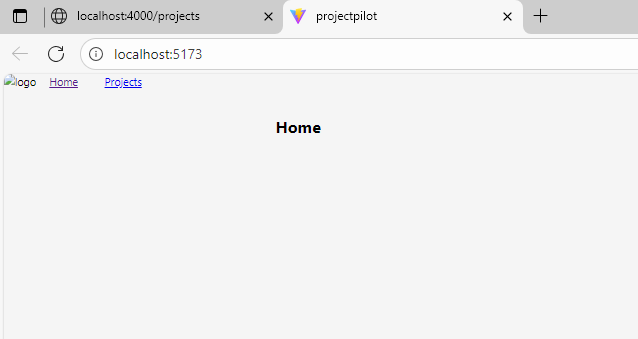 localhost:4000/projects
projectpilot
localhost:5173
logo Home Projects
Home